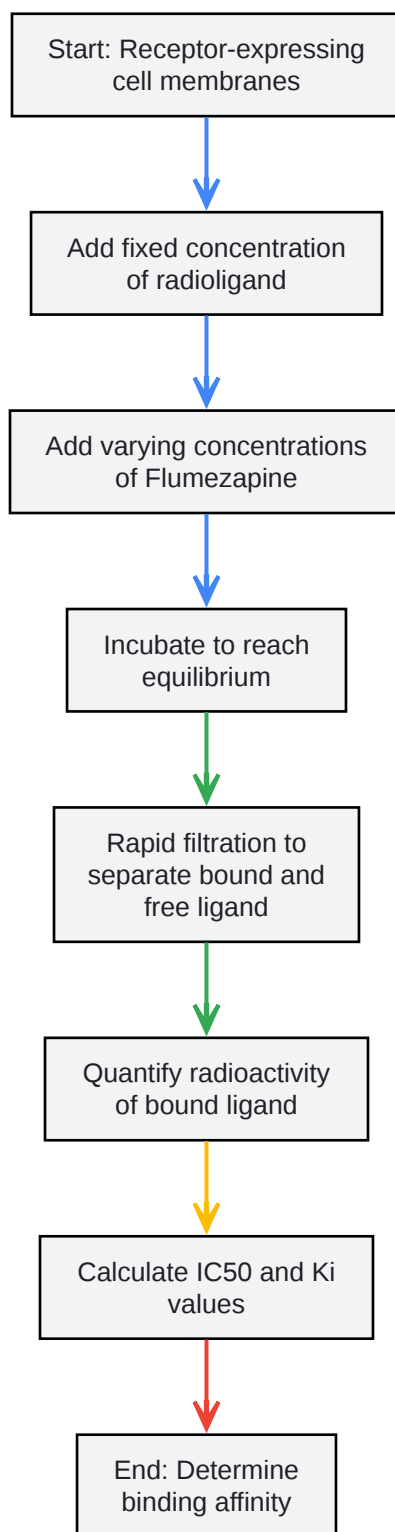 Start: Receptor-expressing
cell membranes
Add fixed concentration
of radioligand
Add varying concentrations
of Flumezapine
Incubate to reach
equilibrium
Rapid filtration to
separate bound and
free ligand
Quantify radioactivity
of bound ligand
Calculate IC50 and Ki
values
End: Determine
binding affinity